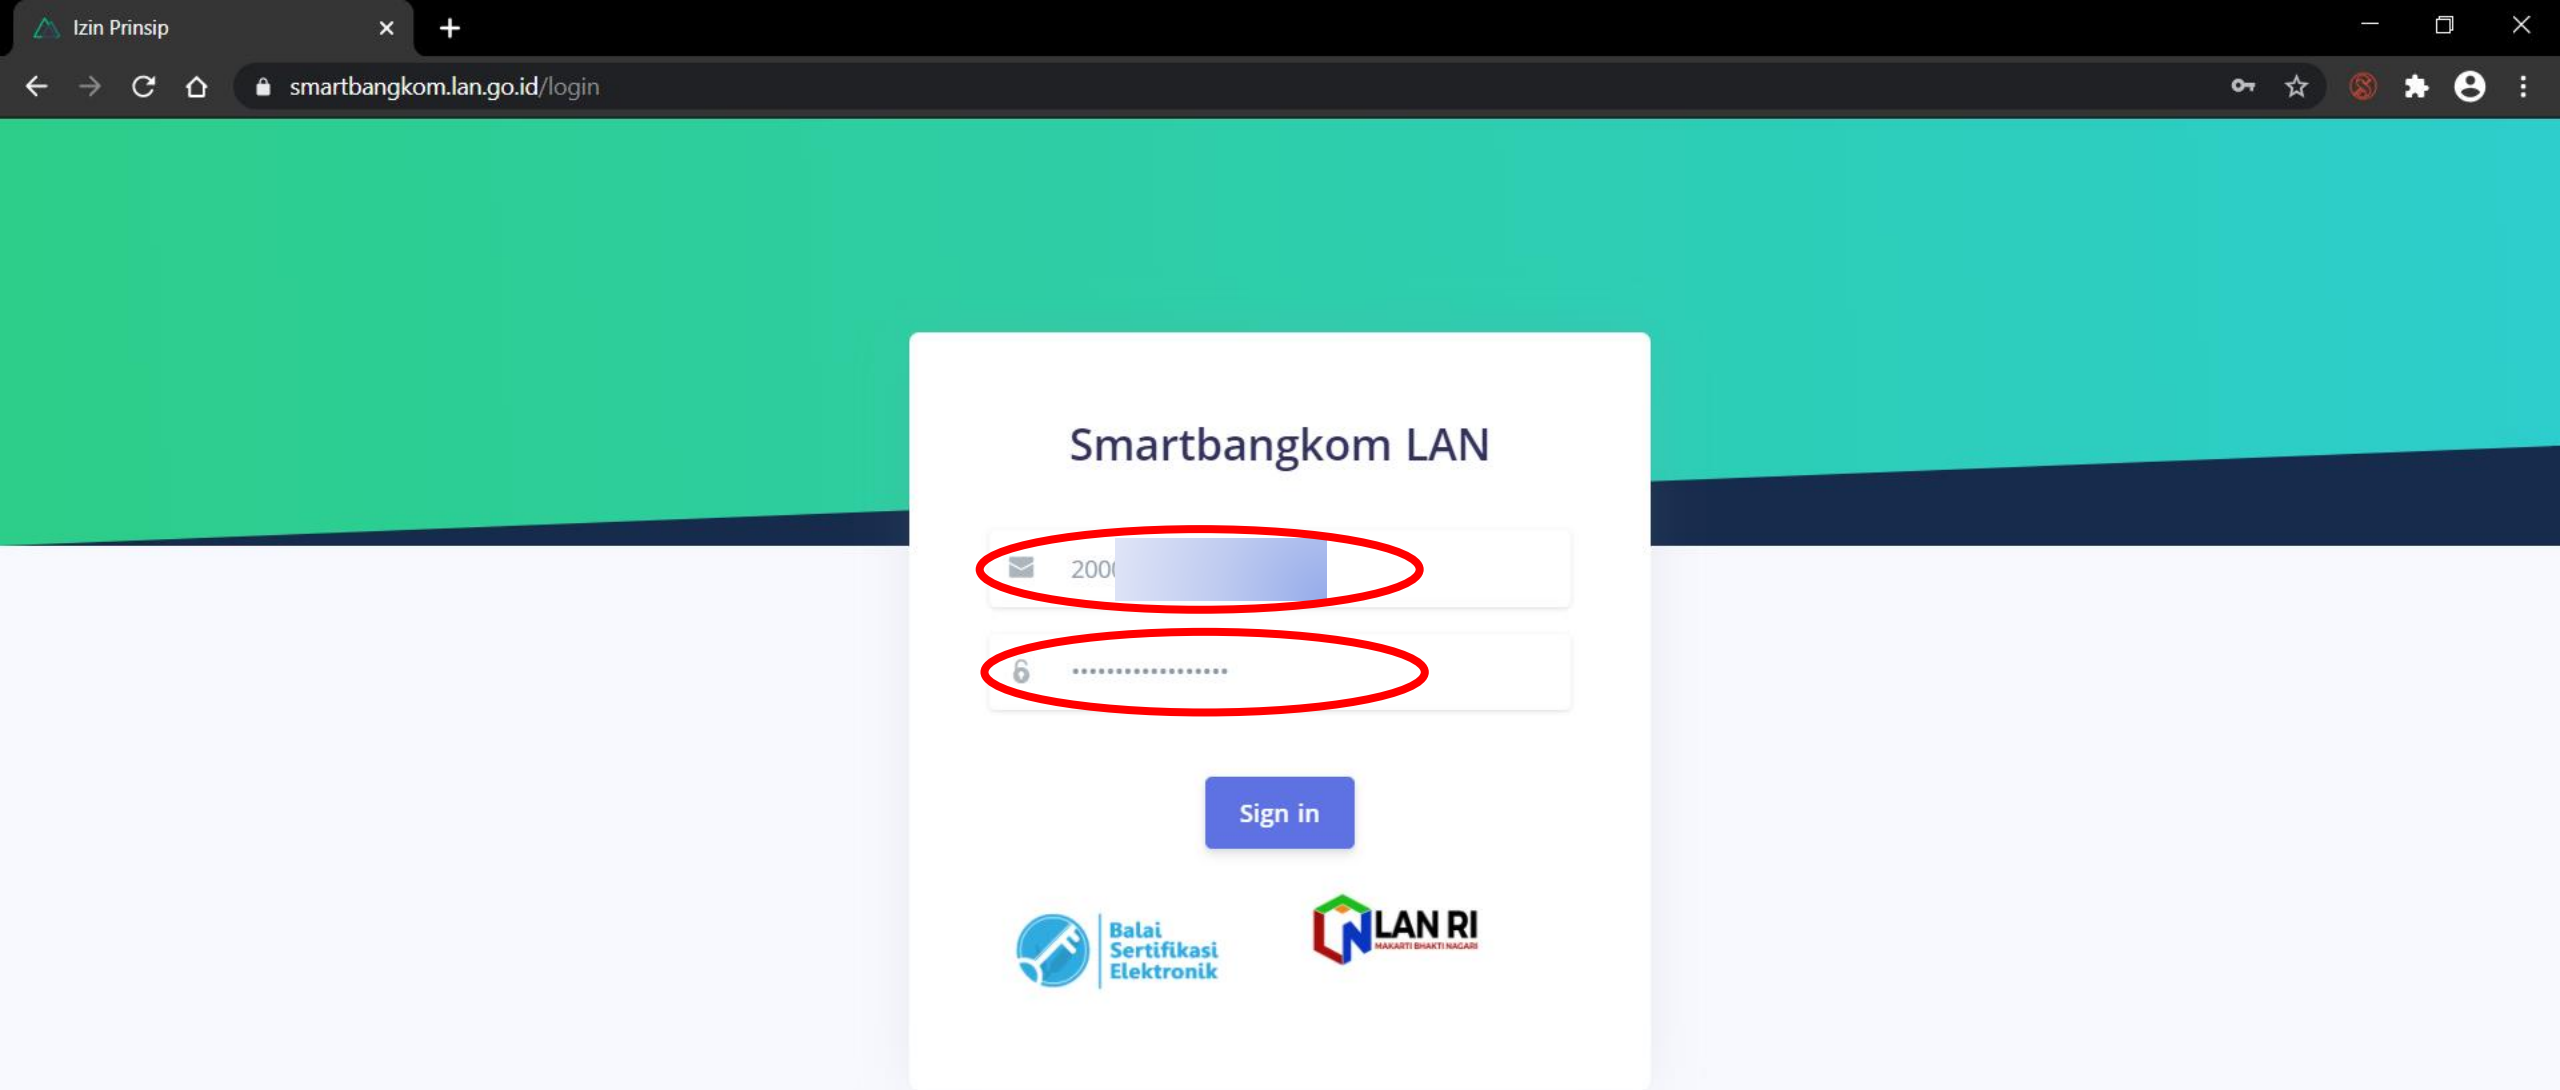 Izin Prinsip
smartbangkom.lan.go.id/login
Smartbangkom LAN
200
••••••••••••••••••
Sign in
Balai
Sertifikasi
Elektronik
LAN RI
MAKARTI BHAKTI NAGARI